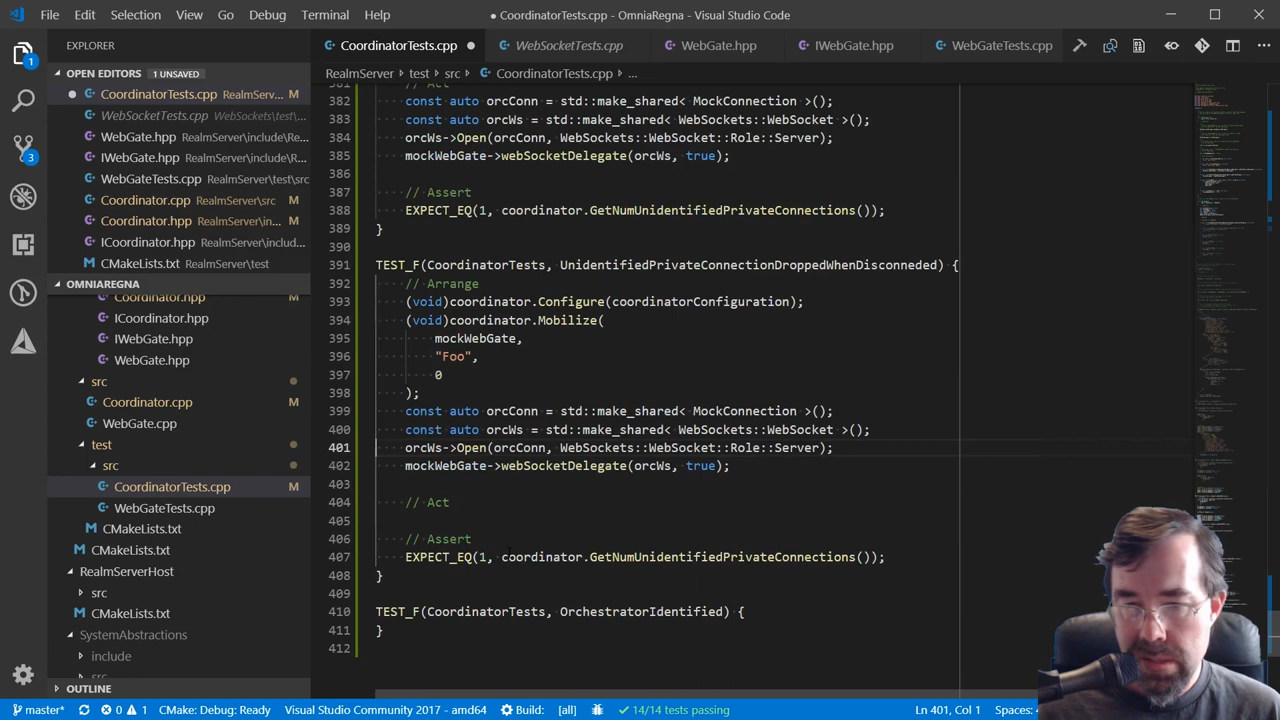 File Edit Selection View Go Debug Terminal Help
● CoordinatorTests.cpp - OmniaRegna - Visual Studio Code
EXPLORER
CoordinatorTests.cpp ● WebSocketTests.cpp WebGate.hpp IWebGate.hpp WebGateTests.cpp
OPEN EDITORS 1 UNSAVED
RealmServer › test › src › CoordinatorTests.cpp › ...
● CoordinatorTests.cpp RealmServ... M
WebSocketTests.cpp WebSockets\test\...
WebGate.hpp RealmServer\include\Re...
IWebGate.hpp RealmServer\include\R...
WebGateTests.cpp RealmServer\test\src
Coordinator.cpp RealmServer\src M
Coordinator.hpp RealmServer\in... M
ICoordinator.hpp RealmServer\includ...
CMakeLists.txt RealmServer\test
OMNIAREGNA
Coordinator.hpp
ICoordinator.hpp
IWebGate.hpp
WebGate.hpp
src
Coordinator.cpp M
WebGate.cpp
test
src
CoordinatorTests.cpp M
WebGateTests.cpp
CMakeLists.txt
CMakeLists.txt
RealmServerHost
src
CMakeLists.txt
SystemAbstractions
include
src
OUTLINE
381 // Act
382 const auto orcConn = std::make_shared< MockConnection >();
383 const auto orcWs = std::make_shared< WebSockets::WebSocket >();
384 orcWs->Open(orcConn, WebSockets::WebSocket::Role::Server);
385 mockWebGate->webSocketDelegate(orcWs, true);
386
387 // Assert
388 EXPECT_EQ(1, coordinator.GetNumUnidentifiedPrivateConnections());
389 }
390
391 TEST_F(CoordinatorTests, UnidentifiedPrivateConnectionDroppedWhenDisconneded) {
392 // Arrange
393 (void)coordinator.Configure(coordinatorConfiguration);
394 (void)coordinator.Mobilize(
395 mockWebGate,
396 "Foo",
397 0
398 );
399 const auto orcConn = std::make_shared< MockConnection >();
400 const auto orcWs = std::make_shared< WebSockets::WebSocket >();
401 orcWs->Open(orcConn, WebSockets::WebSocket::Role::Server);
402 mockWebGate->webSocketDelegate(orcWs, true);
403
404 // Act
405
406 // Assert
407 EXPECT_EQ(1, coordinator.GetNumUnidentifiedPrivateConnections());
408 }
409
410 TEST_F(CoordinatorTests, OrchestratorIdentified) {
411 }
412
master* 0 1 CMake: Debug: Ready Visual Studio Community 2017 - amd64 Build: [all] ✓ 14/14 tests passing Ln 401, Col 1 Spaces: